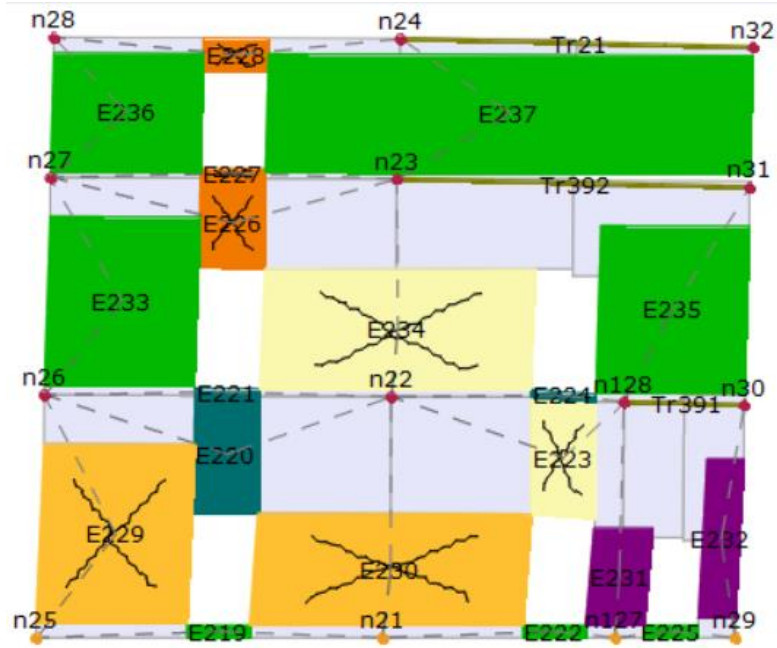 n28 n24 n32
E228 Tr21
E236 E237
n27 E227 n23 n31
Tr392
E226
E233 E235
E234
n26 E221 n22 E224 n128 n30
Tr391
E220 E223
E229 E232
E230 E231
n25 E219 n21 E222 n127 E225 n29